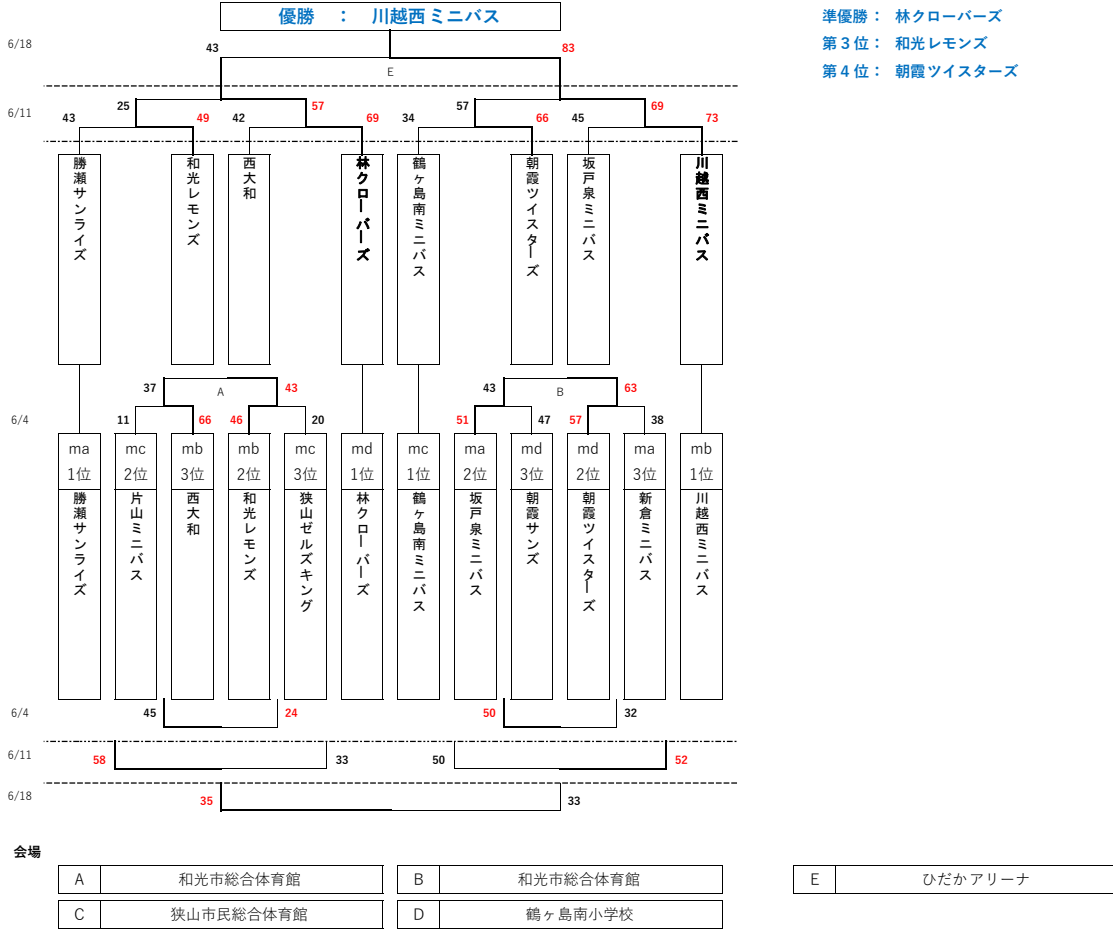 優勝 ： 川越西ミニバス
準優勝： 林クローバーズ
第３位： 和光レモンズ
第４位： 朝霞ツイスターズ
6/18
43
83
E
6/11
25
57
57
69
43
49
42
69
34
66
45
73
勝瀬サンライズ
和光レモンズ
西大和
林クローバーズ
鶴ヶ島南ミニバス
朝霞ツイスターズ
坂戸泉ミニバス
川越西ミニバス
37
A
43
43
B
63
6/4
11
66
46
20
51
47
57
38
ma mc mb mb mc md mc ma md md ma mb
1位 2位 3位 2位 3位 1位 1位 2位 3位 2位 3位 1位
勝瀬サンライズ
片山ミニバス
西大和
和光レモンズ
狭山ゼルズキング
林クローバーズ
鶴ヶ島南ミニバス
坂戸泉ミニバス
朝霞サンズ
朝霞ツイスターズ
新倉ミニバス
川越西ミニバス
6/4
45
24
50
32
6/11
58
33
50
52
6/18
35
33
会場
A 和光市総合体育館
B 和光市総合体育館
E ひだかアリーナ
C 狭山市民総合体育館
D 鶴ヶ島南小学校